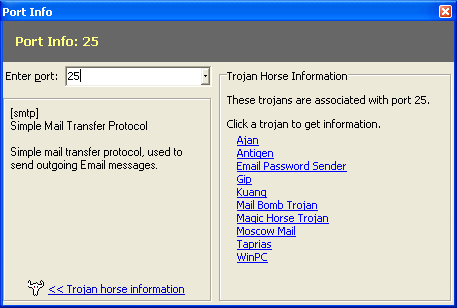 Port Info
Port Info: 25
Enter port:
25
[smtp]
Simple Mail Transfer Protocol
Simple mail transfer protocol, used to
send outgoing Email messages.
<< Trojan horse information
Trojan Horse Information
These trojans are associated with port 25.
Click a trojan to get information.
Ajan
Antigen
Email Password Sender
Gip
Kuang
Mail Bomb Trojan
Magic Horse Trojan
Moscow Mail
Taprias
WinPC